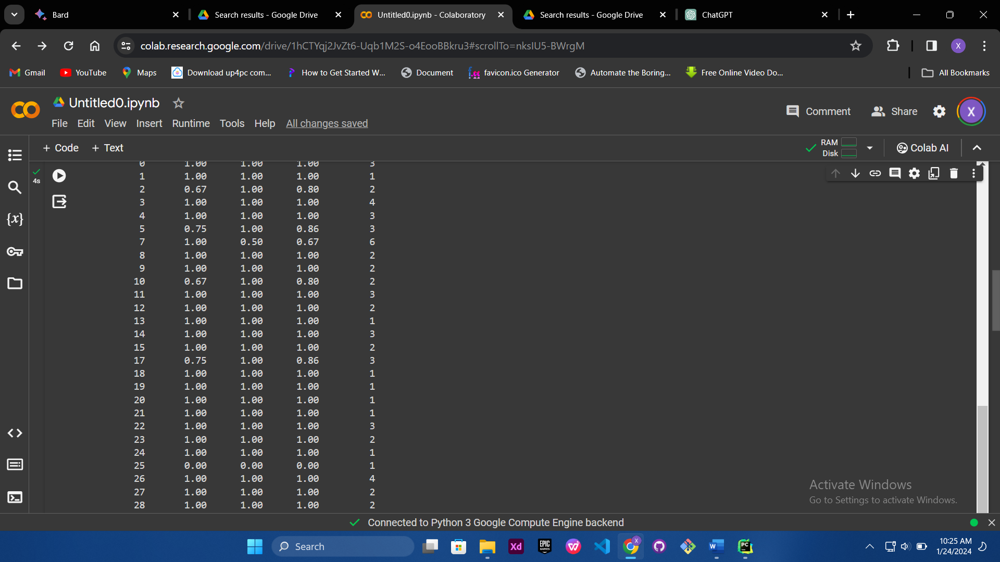 Bard
Search results - Google Drive
Untitled0.ipynb - Colaboratory
Search results - Google Drive
ChatGPT
colab.research.google.com/drive/1hCTYqj2JvZt6-Uqb1M2S-o4EooBBkru3#scrollTo=nksIU5-BWrgM
X
Gmail
YouTube
Maps
Download up4pc com...
How to Get Started W...
Document
favicon.ico Generator
Automate the Boring...
Free Online Video Do...
All Bookmarks
Untitled0.ipynb
Comment
Share
X
File Edit View Insert Runtime Tools Help All changes saved
+ Code + Text
RAM
Disk
Colab AI
4s
{x}
0 1.00 1.00 1.00 3
1 1.00 1.00 1.00 1
2 0.67 1.00 0.80 2
3 1.00 1.00 1.00 4
4 1.00 1.00 1.00 3
5 0.75 1.00 0.86 3
7 1.00 0.50 0.67 6
8 1.00 1.00 1.00 2
9 1.00 1.00 1.00 2
10 0.67 1.00 0.80 2
11 1.00 1.00 1.00 3
12 1.00 1.00 1.00 2
13 1.00 1.00 1.00 1
14 1.00 1.00 1.00 3
15 1.00 1.00 1.00 2
17 0.75 1.00 0.86 3
18 1.00 1.00 1.00 1
19 1.00 1.00 1.00 1
20 1.00 1.00 1.00 1
21 1.00 1.00 1.00 1
22 1.00 1.00 1.00 3
23 1.00 1.00 1.00 2
24 1.00 1.00 1.00 1
25 0.00 0.00 0.00 1
26 1.00 1.00 1.00 4
27 1.00 1.00 1.00 2
28 1.00 1.00 1.00 2
Activate Windows
Go to Settings to activate Windows.
Connected to Python 3 Google Compute Engine backend
Search
Xd
EPIC GAMES
X
W
PC
10:25 AM
1/24/2024